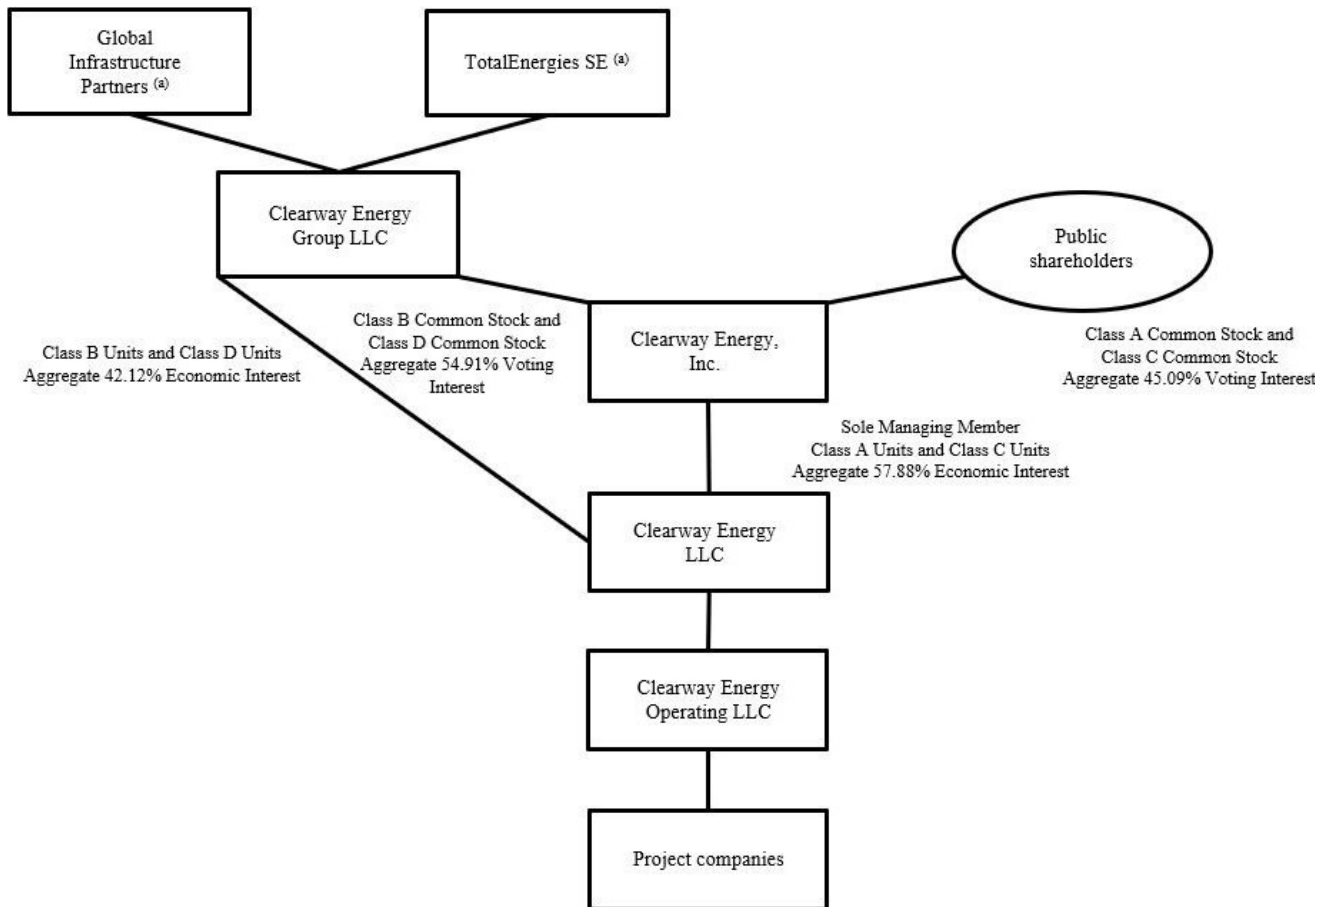 Global
Infrastructure
Partners (a)
TotalEnergies SE (a)
Clearway Energy
Group LLC
Public
shareholders
Class B Units and Class D Units
Aggregate 42.12% Economic Interest
Class B Common Stock and
Class D Common Stock
Aggregate 54.91% Voting
Interest
Clearway Energy,
Inc.
Class A Common Stock and
Class C Common Stock
Aggregate 45.09% Voting Interest
Sole Managing Member
Class A Units and Class C Units
Aggregate 57.88% Economic Interest
Clearway Energy
LLC
Clearway Energy
Operating LLC
Project companies